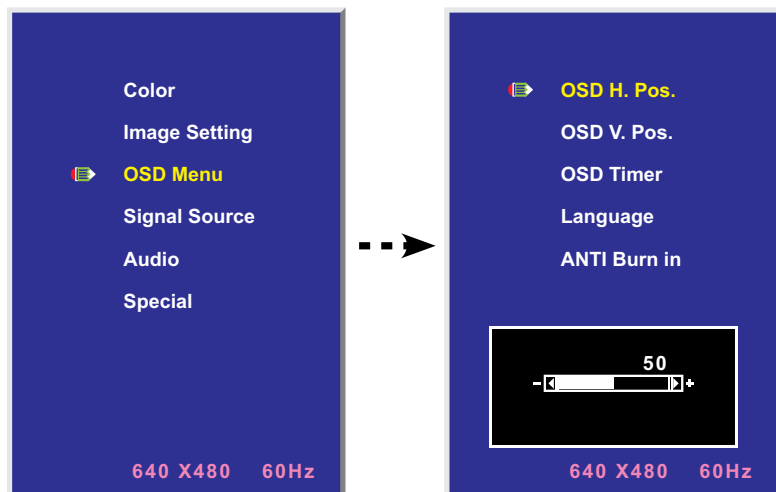 Color
Image Setting
OSD Menu
Signal Source
Audio
Special
640 X480 60Hz
OSD H. Pos.
OSD V. Pos.
OSD Timer
Language
ANTI Burn in
50
- +
640 X480 60Hz